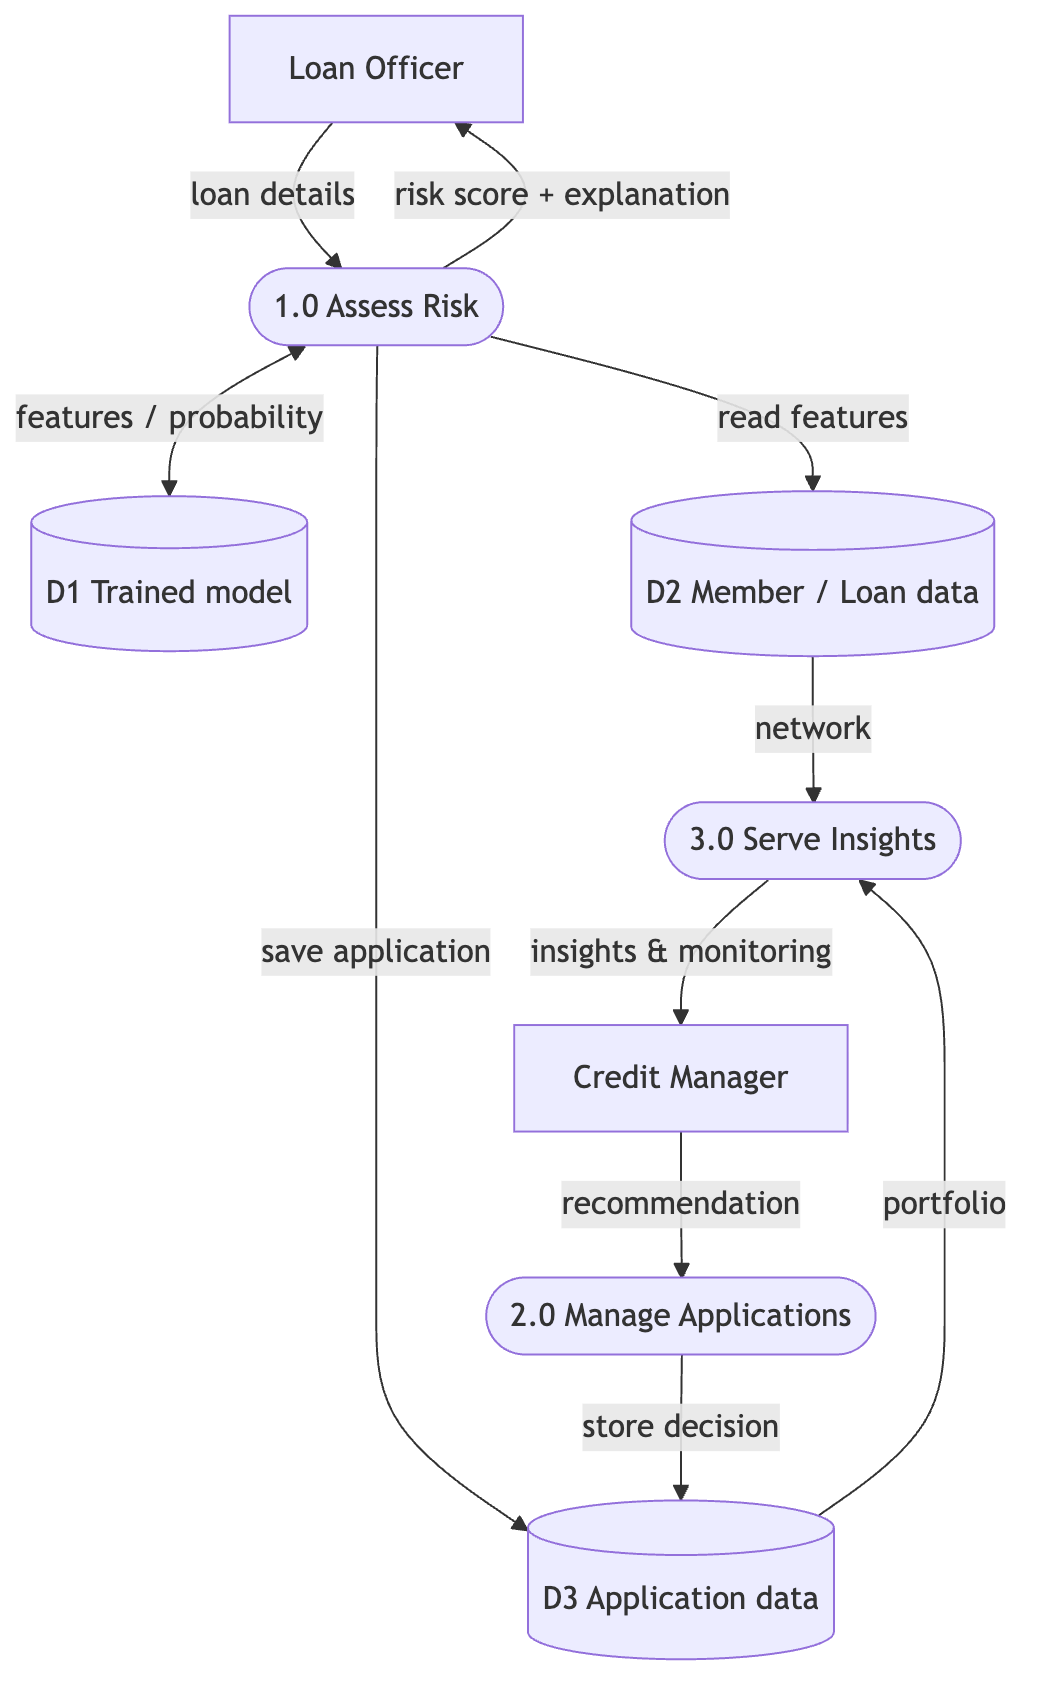 Loan Officer
loan details
risk score + explanation
1.0 Assess Risk
features / probability
read features
D1 Trained model
D2 Member / Loan data
network
3.0 Serve Insights
save application
insights & monitoring
Credit Manager
recommendation
portfolio
2.0 Manage Applications
store decision
D3 Application data